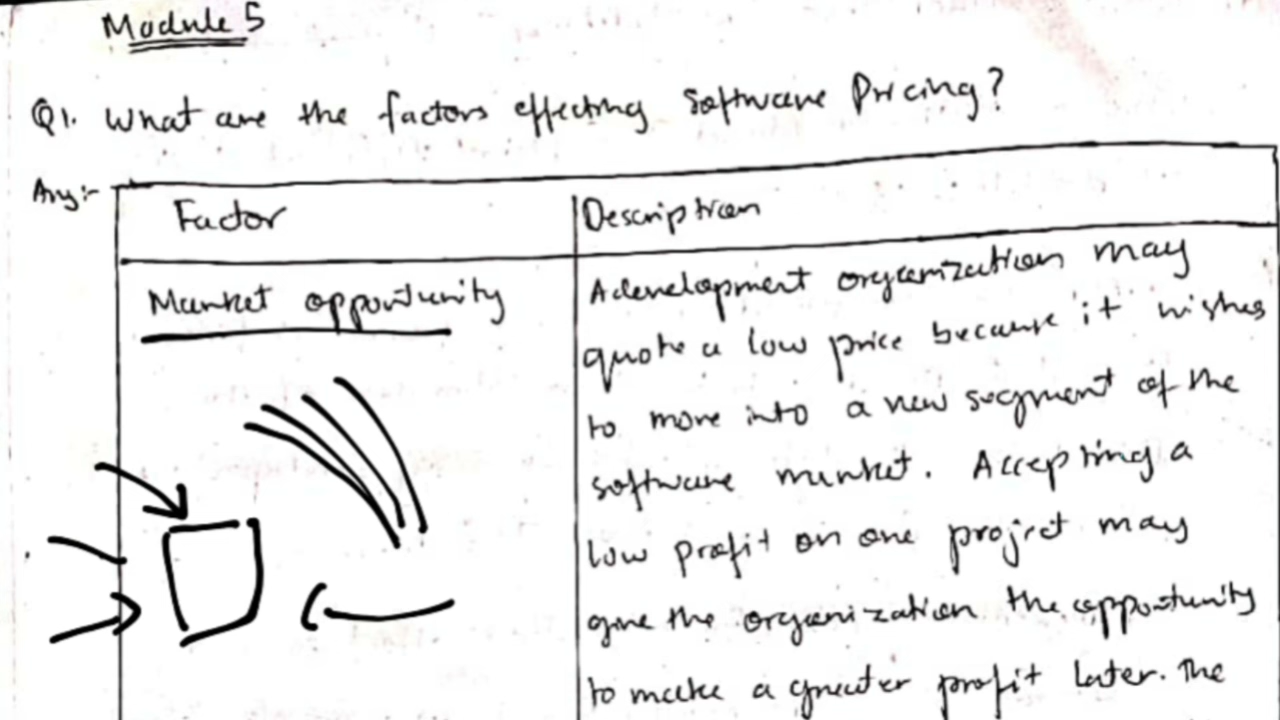 Module 5
Q1. What are the factors effecting Software Pricing?
Ans:-
Factor
Description
Market opportunity
A development organization may
quote a low price because it wishes
to move into a new segment of the
software market. Accepting a
low profit on one project may
give the organization the opportunity
to make a greater profit later. The